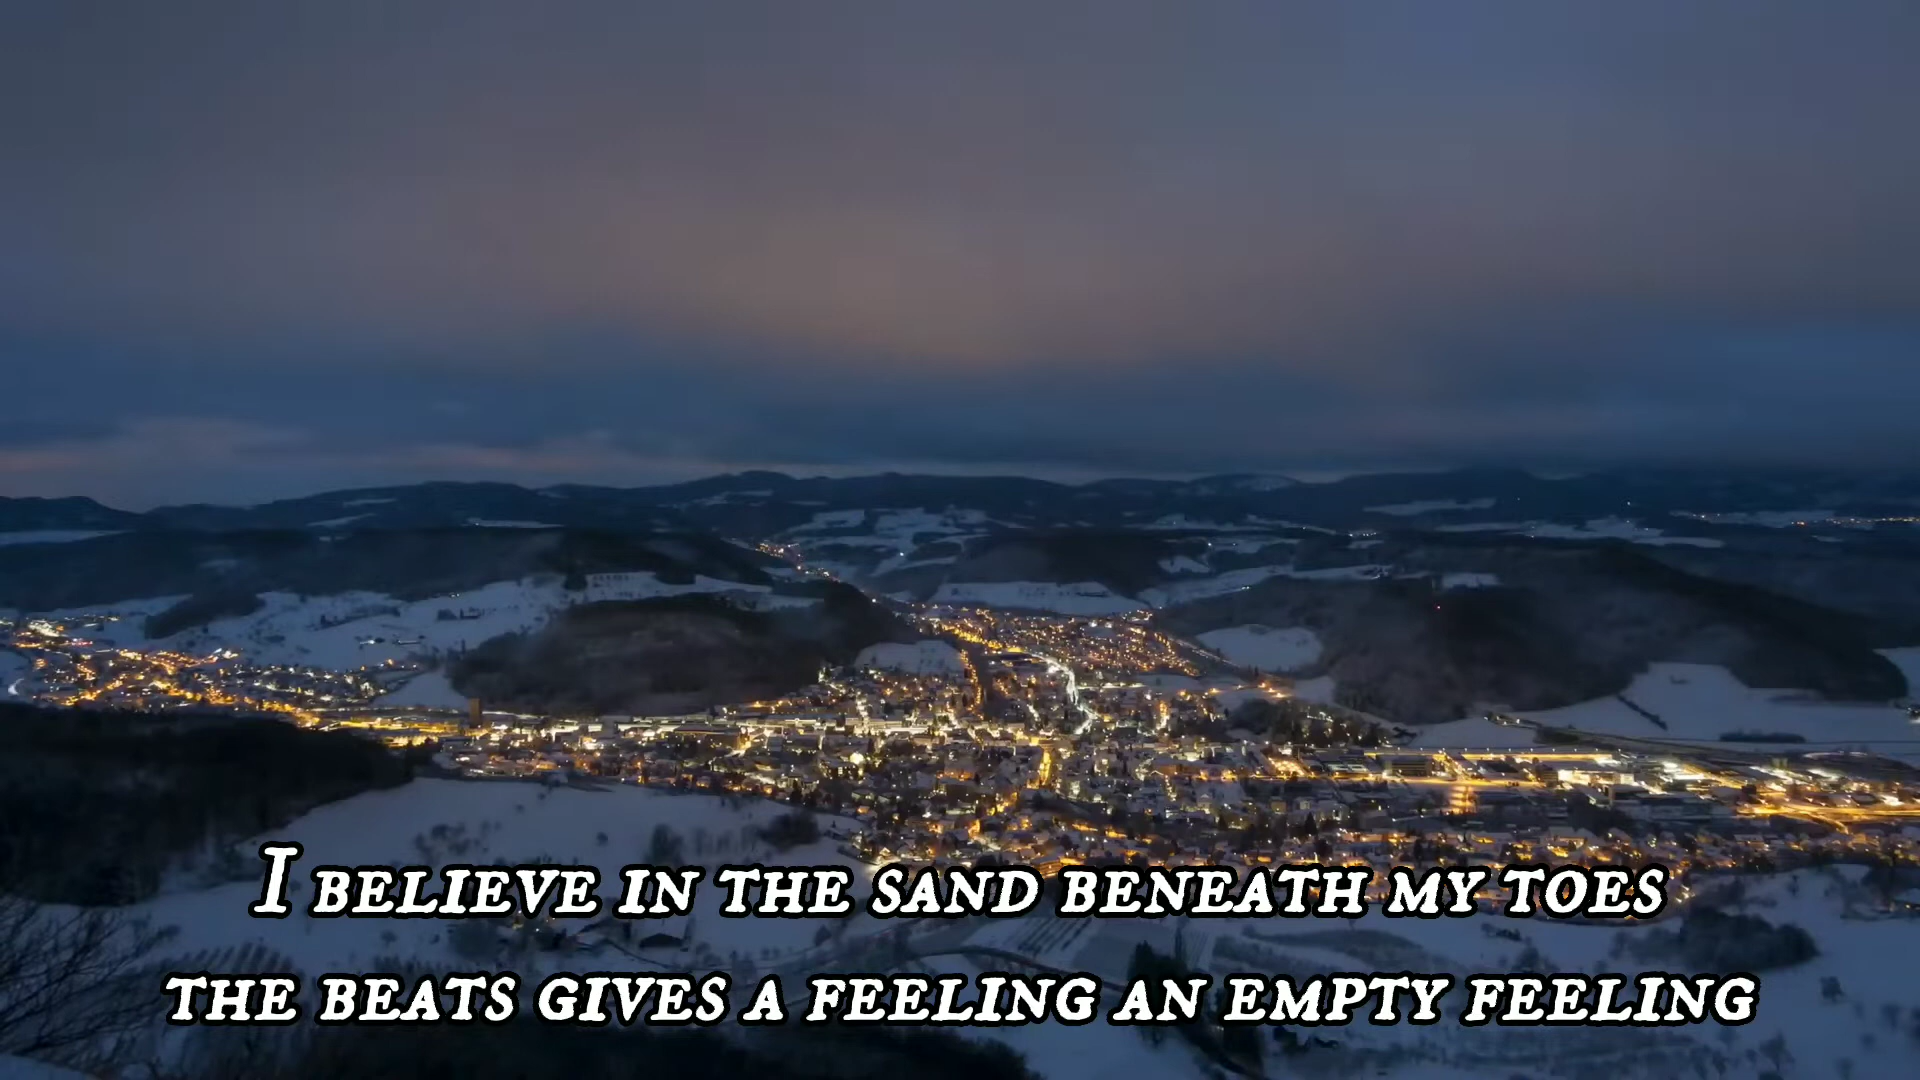 I believe in the sand beneath my toes
the beats gives a feeling an empty feeling